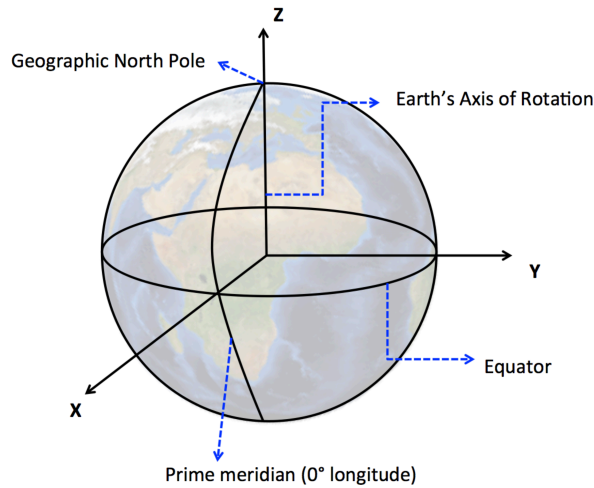 Z
Geographic North Pole
Earth's Axis of Rotation
Y
Equator
X
Prime meridian (0° longitude)